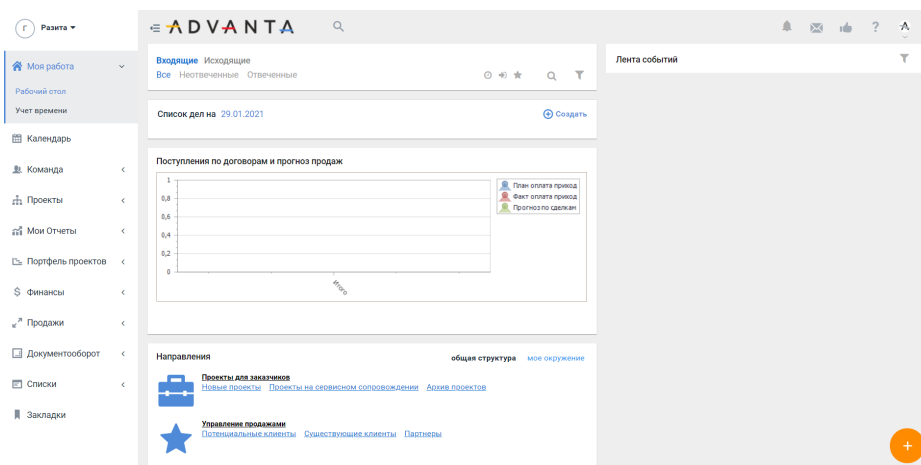 Г Разита
ADVANTA
Моя работа
Рабочий стол
Учет времени
Календарь
Команда
Проекты
Мои Отчеты
Портфель проектов
Финансы
Продажи
Документооборот
Списки
Закладки
Входящие Исходящие
Все Неотвеченные Отвеченные
Список дел на 29.01.2021 Создать
Поступления по договорам и прогноз продаж
1
0,8
0,6
0,4
0,2
0
Итого
План оплата приход
Факт оплата приход
Прогноз по сделкам
Направления общая структура мое окружение
Проекты для заказчиков
Новые проекты Проекты на сервисном сопровождении Архив проектов
Управление продажами
Потенциальные клиенты Существующие клиенты Партнеры
Лента событий